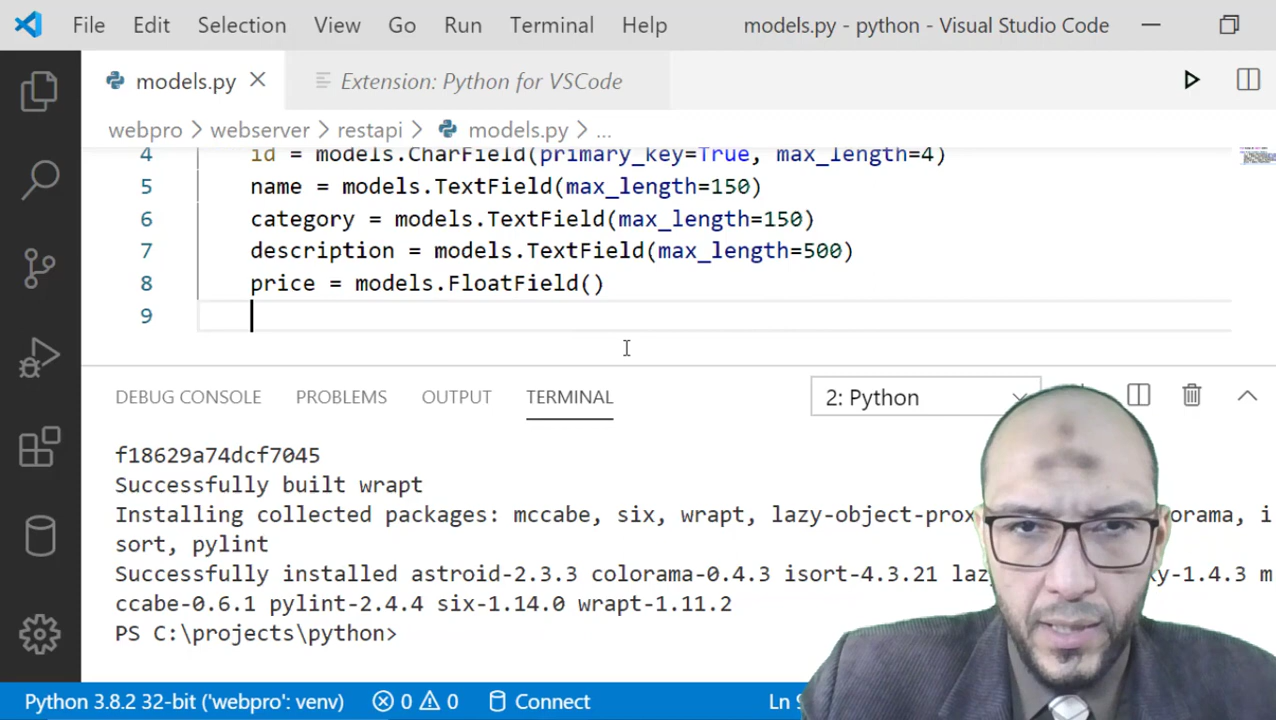 File Edit Selection View Go Run Terminal Help models.py - python - Visual Studio Code
models.py Extension: Python for VSCode
webpro > webserver > restapi > models.py > ...
4 id = models.CharField(primary_key=True, max_length=4)
5 name = models.TextField(max_length=150)
6 category = models.TextField(max_length=150)
7 description = models.TextField(max_length=500)
8 price = models.FloatField()
9
DEBUG CONSOLE PROBLEMS OUTPUT TERMINAL 2: Python
f18629a74dcf7045
Successfully built wrapt
Installing collected packages: mccabe, six, wrapt, lazy-object-prox orama, i
sort, pylint
Successfully installed astroid-2.3.3 colorama-0.4.3 isort-4.3.21 laz y-1.4.3 m
ccabe-0.6.1 pylint-2.4.4 six-1.14.0 wrapt-1.11.2
PS C:\projects\python>
Python 3.8.2 32-bit ('webpro': venv) 0 0 Connect Ln